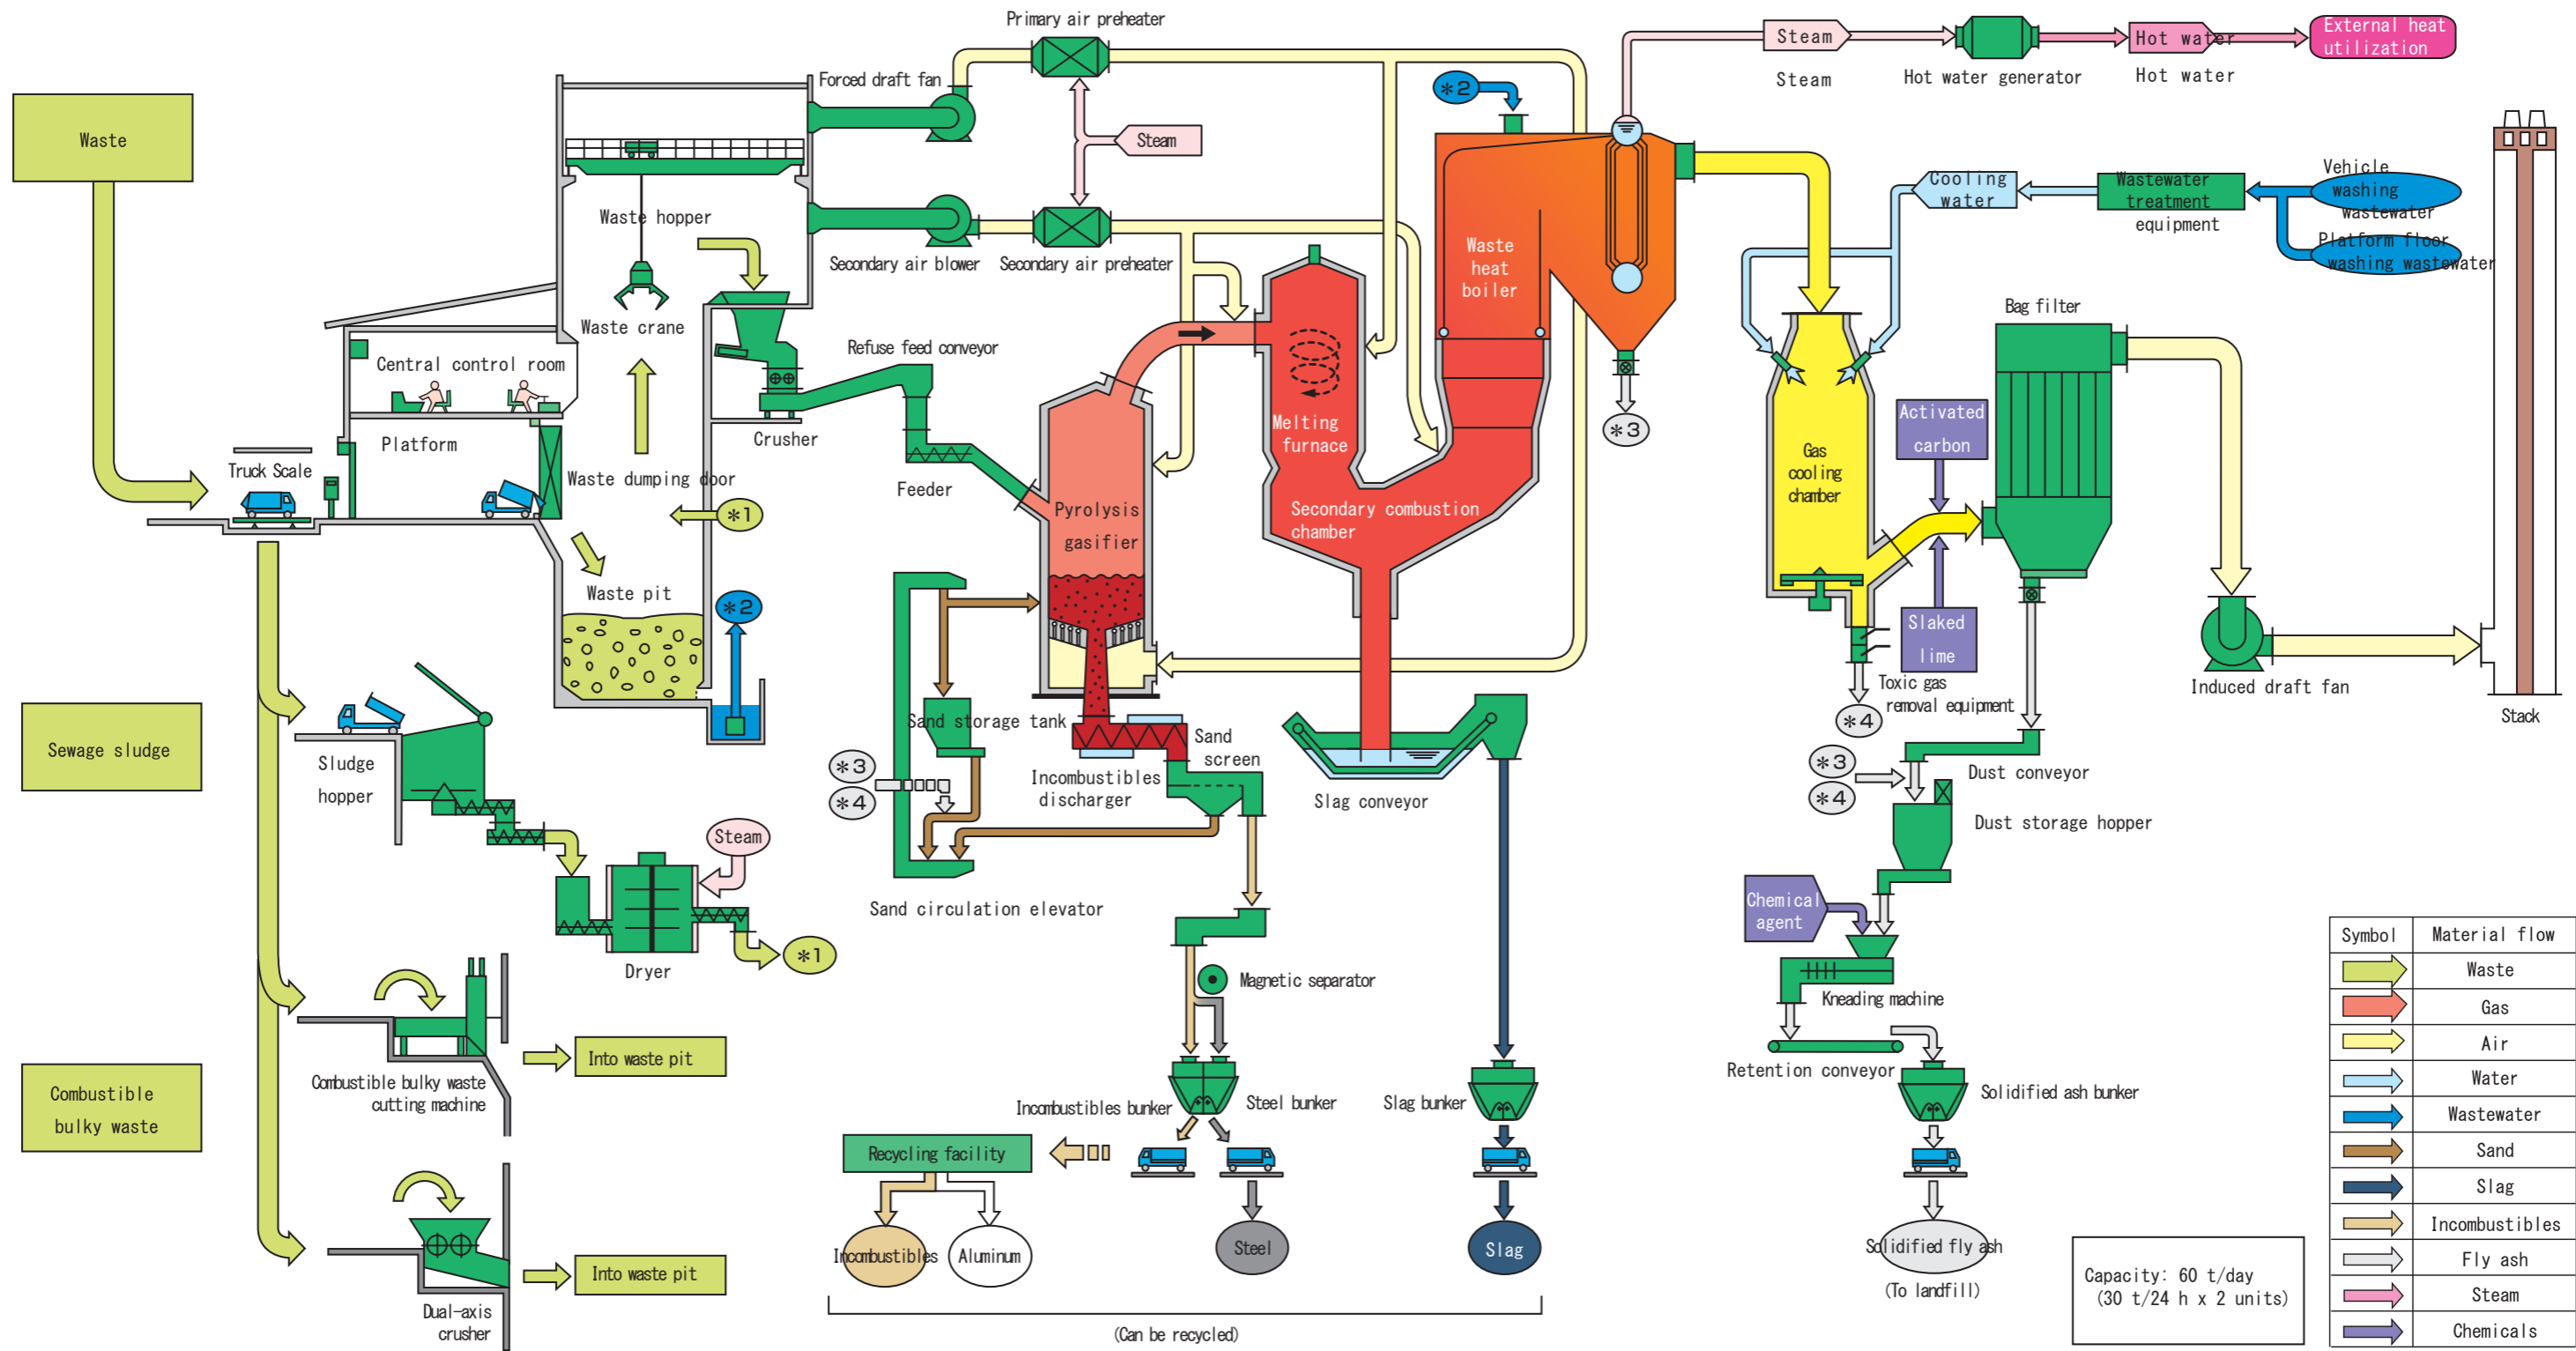 Waste
Sewage sludge
Combustible
bulky waste
Truck Scale
Central control room
Platform
Waste hopper
Waste crane
Waste dumping door
*1
Waste pit
*2
Crusher
Sludge
hopper
Steam
Dryer
*1
Combustible bulky waste
cutting machine
Into waste pit
Dual-axis
crusher
Into waste pit
Primary air preheater
Forced draft fan
Steam
Secondary air blower
Secondary air preheater
Refuse feed conveyor
Feeder
Pyrolysis
gasifier
Melting
furnace
Secondary combustion
chamber
Waste
heat
boiler
*2
*3
Sand storage tank
*3
*4
Sand
screen
Incombustibles
discharger
Sand circulation elevator
Slag conveyor
Magnetic separator
Incombustibles bunker
Steel bunker
Slag bunker
Recycling facility
Incombustibles
Aluminum
Steel
Slag
(Can be recycled)
Steam
Steam
Hot water generator
Hot water
Hot water
External heat
utilization
Cooling
water
Wastewater
treatment
equipment
Vehicle
washing
wastewater
Platform floor
washing wastewater
Gas
cooling
chamber
Activated
carbon
Slaked
lime
Bag filter
Toxic gas
removal equipment
*4
Induced draft fan
Stack
*3
*4
Dust conveyor
Dust storage hopper
Chemical
agent
Kneading machine
Retention conveyor
Solidified ash bunker
Solidified fly ash
(To landfill)
Capacity: 60 t/day
(30 t/24 h x 2 units)
Symbol Material flow
Waste
Gas
Air
Water
Wastewater
Sand
Slag
Incombustibles
Fly ash
Steam
Chemicals